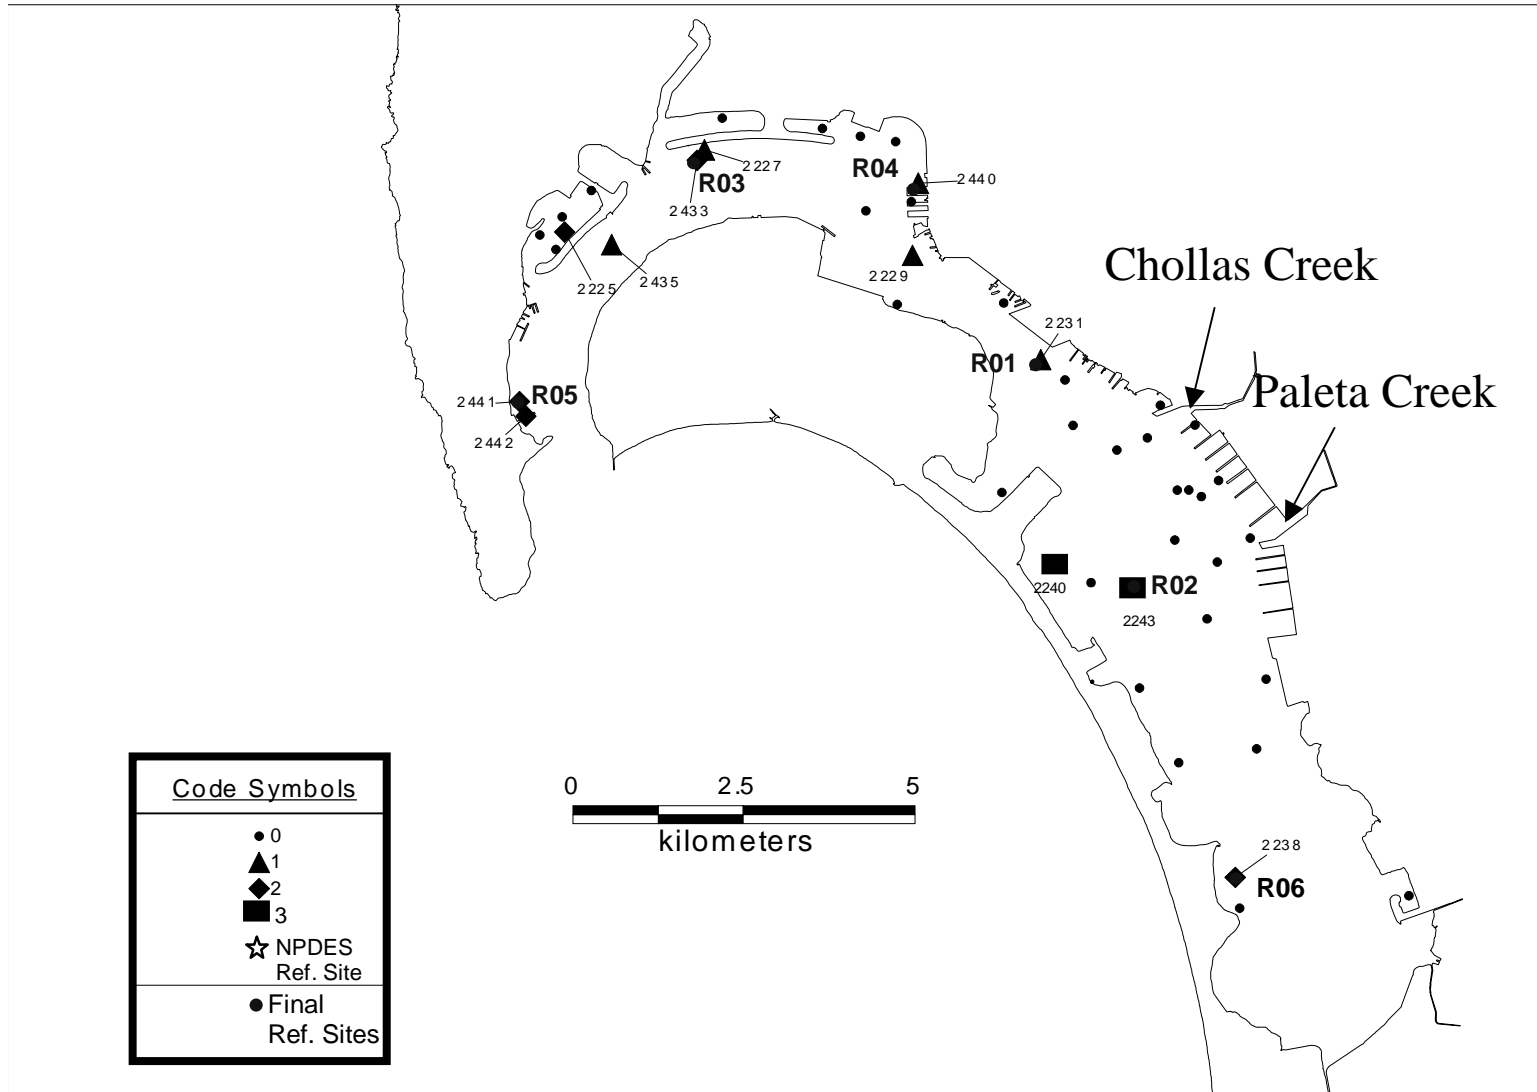 R04
2227
2440
R03
2433
Chollas Creek
2229
2225
2435
2231
R01
Paleta Creek
R05
2441
2442
2240
R02
2243
Code Symbols
0
1
2
3
NPDES
Ref. Site
Final
Ref. Sites
0 2.5 5
kilometers
2238
R06